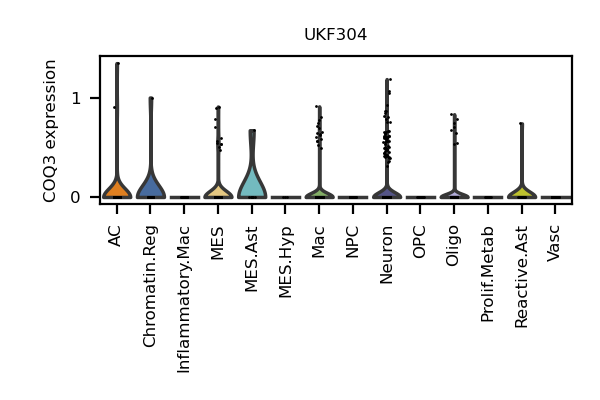 UKF304
COQ3 expression
1
0
AC
Chromatin.Reg
Inflammatory.Mac
MES
MES.Ast
MES.Hyp
Mac
NPC
Neuron
OPC
Oligo
Prolif.Metab
Reactive.Ast
Vasc